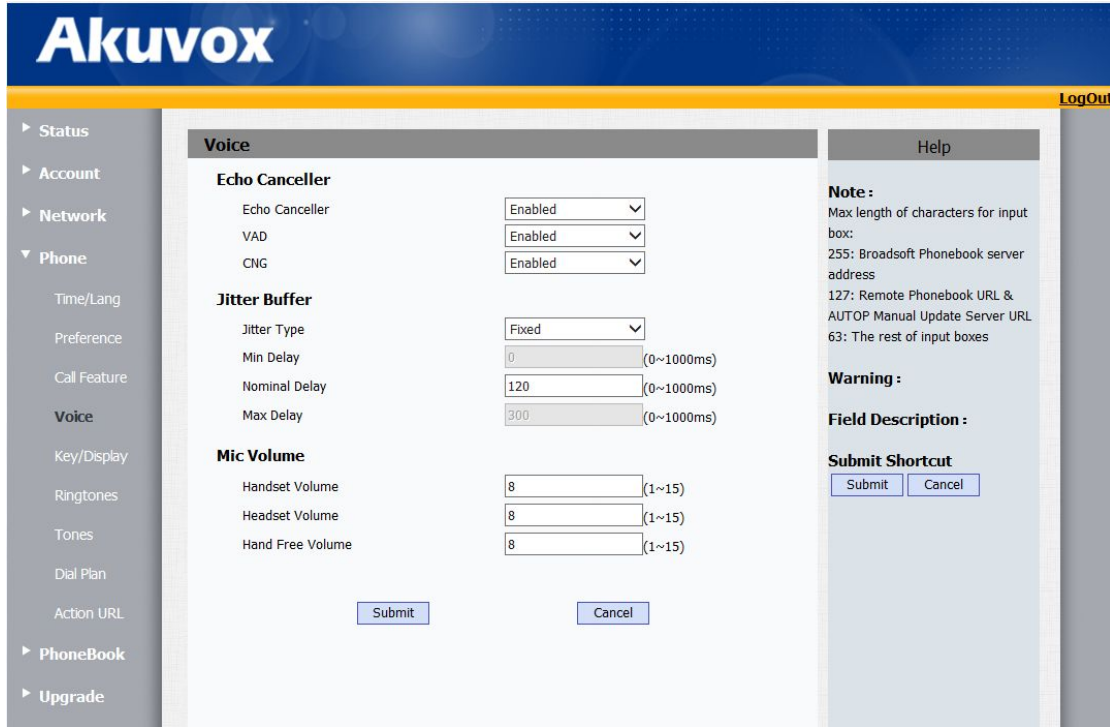 Akuvox
LogOut
Status
Account
Network
Phone
Time/Lang
Preference
Call Feature
Voice
Key/Display
Ringtones
Tones
Dial Plan
Action URL
PhoneBook
Upgrade
Voice
Echo Canceller
Echo Canceller Enabled
VAD Enabled
CNG Enabled
Jitter Buffer
Jitter Type Fixed
Min Delay 0 (0~1000ms)
Nominal Delay 120 (0~1000ms)
Max Delay 300 (0~1000ms)
Mic Volume
Handset Volume 8 (1~15)
Headset Volume 8 (1~15)
Hand Free Volume 8 (1~15)
Submit Cancel
Help
Note :
Max length of characters for input
box:
255: Broadsoft Phonebook server
address
127: Remote Phonebook URL &
AUTOP Manual Update Server URL
63: The rest of input boxes
Warning :
Field Description :
Submit Shortcut
Submit Cancel